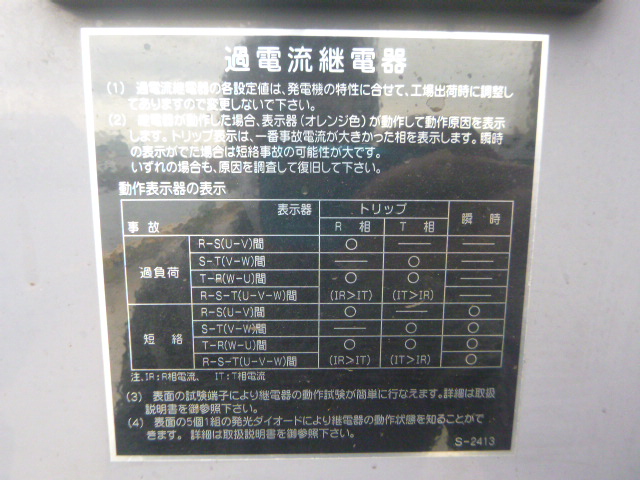 過電流継電器
(1) 過電流継電器の各設定値は、発電機の特性に合せて、工場出荷時に調整し
てありますので変更しないで下さい。
(2) 継電器が動作した場合、表示器(オレンジ色)が動作して動作原因を表示
します。トリップ表示は、一番事故電流が大きかった相を表示します。瞬時
の表示がでた場合は短絡事故の可能性が大です。
いずれの場合も、原因を調査して復旧して下さい。
動作表示器の表示
表示器 トリップ 瞬時
事故 R 相 T 相
過負荷 R-S(U-V)間 ○ — —
S-T(V-W)間 — ○ —
T-R(W-U)間 ○ ○ —
R-S-T(U-V-W)間 (IR>IT) (IT>IR) —
短絡 R-S(U-V)間 ○ — ○
S-T(V-W)間 — ○ ○
T-R(W-U)間 ○ ○ ○
R-S-T(U-V-W)間 (IR>IT) (IT>IR) ○
注. IR:R相電流、 IT:T相電流
(3) 表面の試験端子により継電器の動作試験が簡単に行なえます。詳細は取扱
説明書を御参照下さい。
(4) 表面の5個1組の発光ダイオードにより継電器の動作状態を知ることがで
きます。 詳細は取扱説明書を御参照下さい。
S-2413